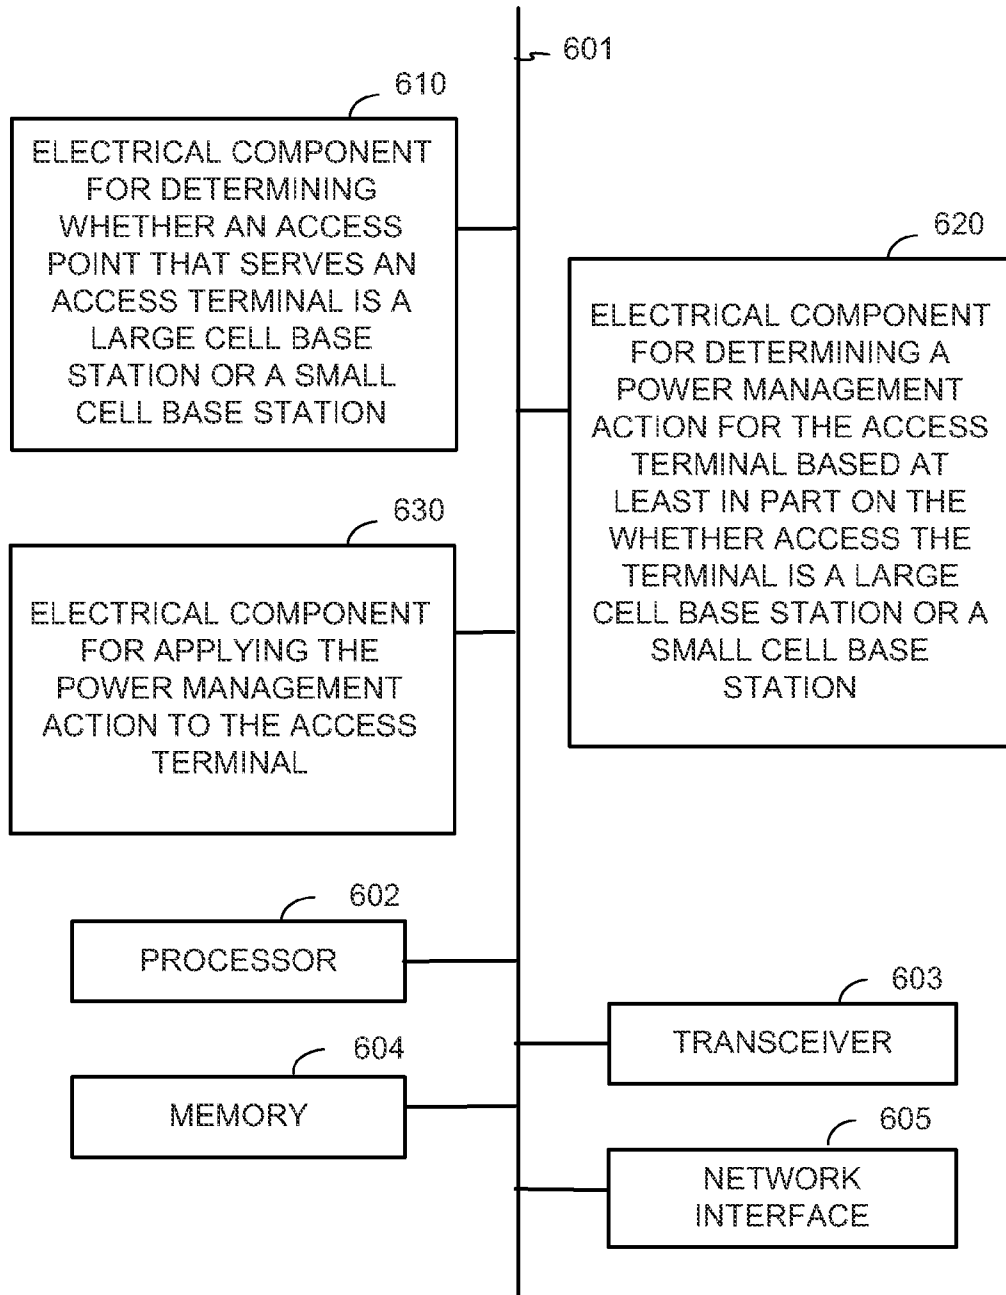 601
610
ELECTRICAL COMPONENT
FOR DETERMINING
WHETHER AN ACCESS
POINT THAT SERVES AN
ACCESS TERMINAL IS A
LARGE CELL BASE
STATION OR A SMALL
CELL BASE STATION
620
ELECTRICAL COMPONENT
FOR DETERMINING A
POWER MANAGEMENT
ACTION FOR THE ACCESS
TERMINAL BASED AT
LEAST IN PART ON THE
WHETHER ACCESS THE
TERMINAL IS A LARGE
CELL BASE STATION OR A
SMALL CELL BASE
STATION
630
ELECTRICAL COMPONENT
FOR APPLYING THE
POWER MANAGEMENT
ACTION TO THE ACCESS
TERMINAL
602
PROCESSOR
603
TRANSCEIVER
604
MEMORY
605
NETWORK
INTERFACE